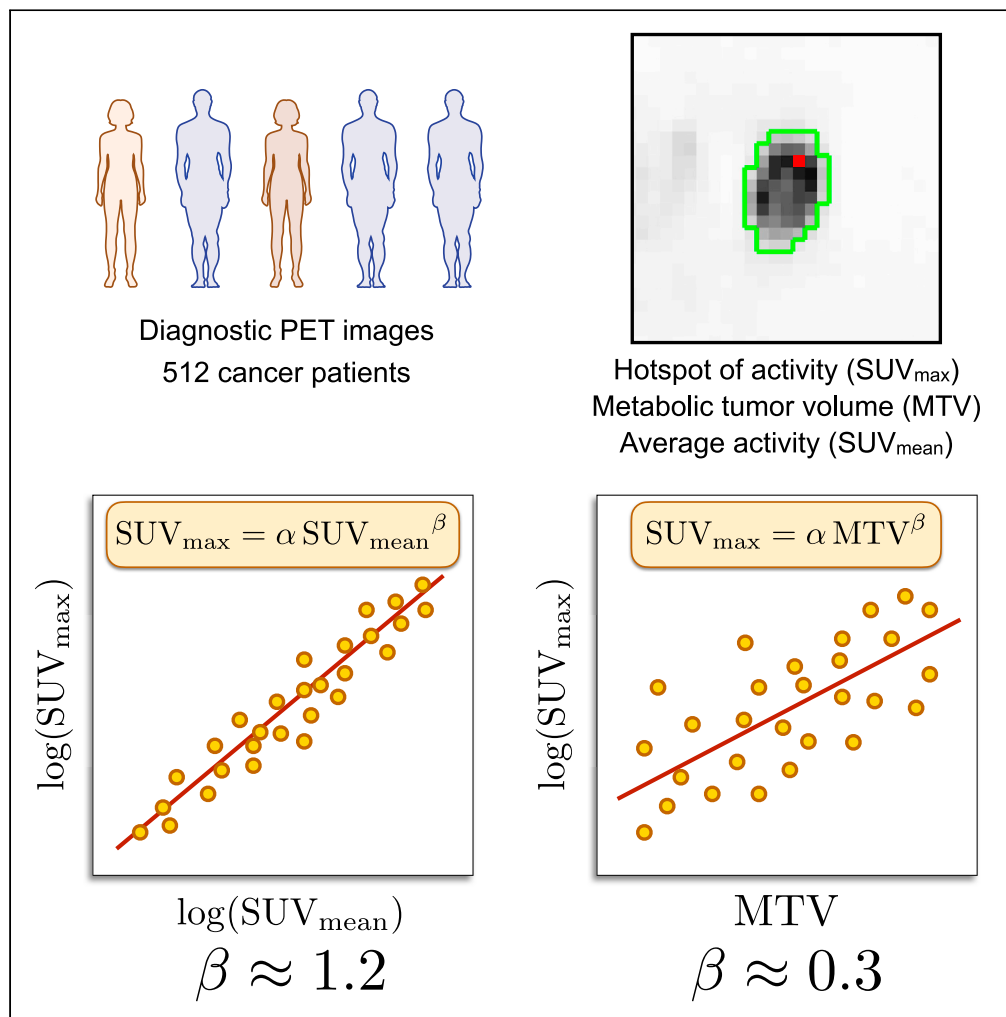 Diagnostic PET images
512 cancer patients
Hotspot of activity (SUVmax)
Metabolic tumor volume (MTV)
Average activity (SUVmean)
SUVmax = α SUVmean^β
log(SUVmax)
log(SUVmean)
β ≈ 1.2
SUVmax = α MTV^β
log(SUVmax)
MTV
β ≈ 0.3